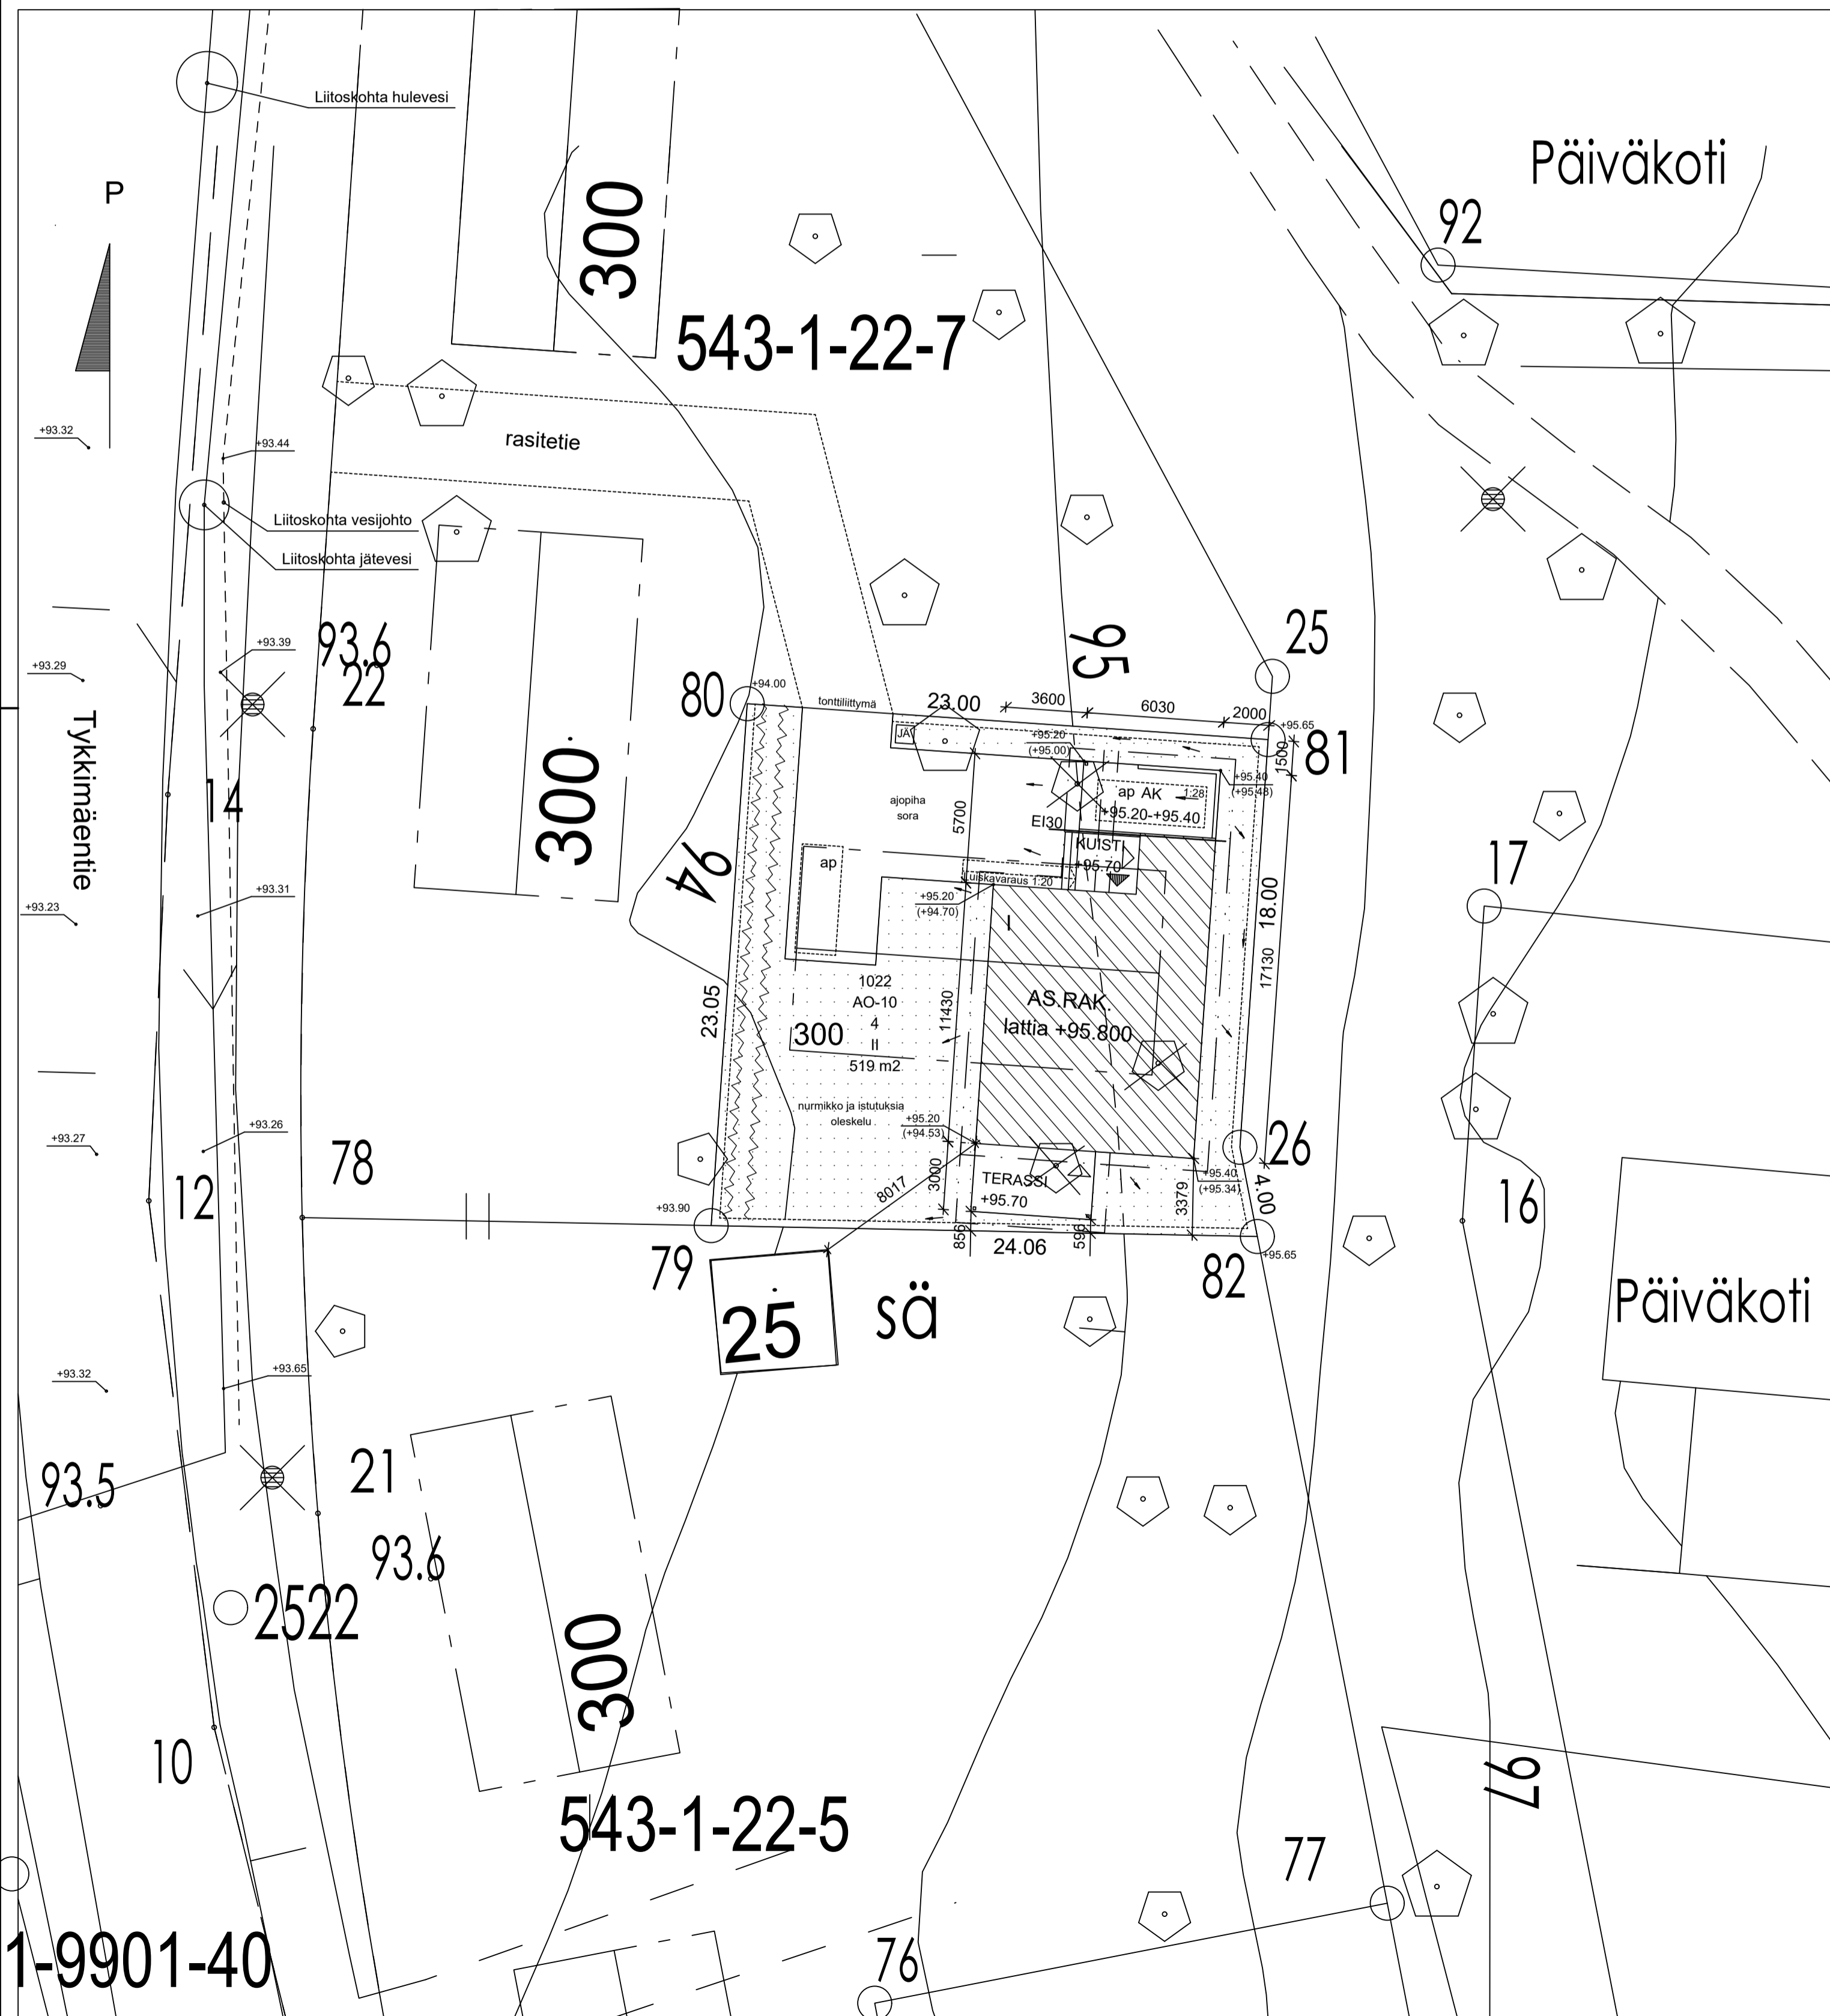 Liitoskohta hulevesi
Päiväkoti
P
92
300
543-1-22-7
rasitetie
+93.32
+93.44
Liitoskohta vesijohto
Liitoskohta jätevesi
25
93.6
22
+93.39
+93.29
95
80
+94.00
tonttiliittymä
23.00
3600
6030
2000
+95.65
81
1500
Tykkimäentie
14
300
JÄ
+95.20
(+95.00)
+95.40
(+95.48)
ap AK
1:28
+95.20-+95.40
ajopiha
sora
5700
EI30
KUISTI
+95.70
ap
Luiskavaraus 1:20
94
17
+93.31
+93.23
+95.20
(+94.70)
I
18.00
17130
23.05
1022
AO-10
4
II
519 m2
300
11430
AS.RAK.
lattia +95.800
nurmikko ja istutuksia
oleskelu
+95.20
(+94.53)
+93.26
+93.27
78
26
12
16
3000
8017
TERASSI
+95.70
3379
+95.40
(+95.34)
4.00
+93.90
79
856
24.06
596
82
+95.65
25
sä
Päiväkoti
+93.32
+93.65
93.5
21
93.6
2522
300
10
97
543-1-22-5
77
1-9901-40
76